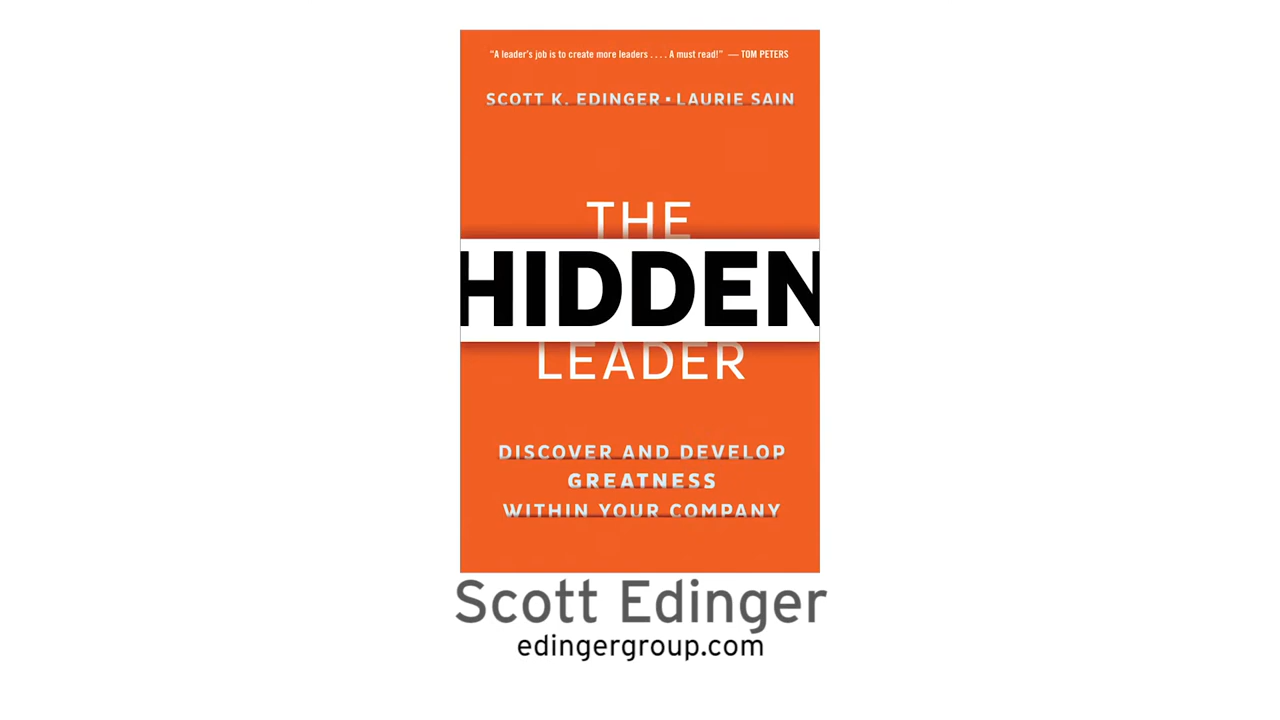 "A leader's job is to create more leaders . . . . A must read!" — TOM PETERS
SCOTT K. EDINGER ▪ LAURIE SAIN
THE
HIDDEN
LEADER
DISCOVER AND DEVELOP
GREATNESS
WITHIN YOUR COMPANY
Scott Edinger
edingergroup.com